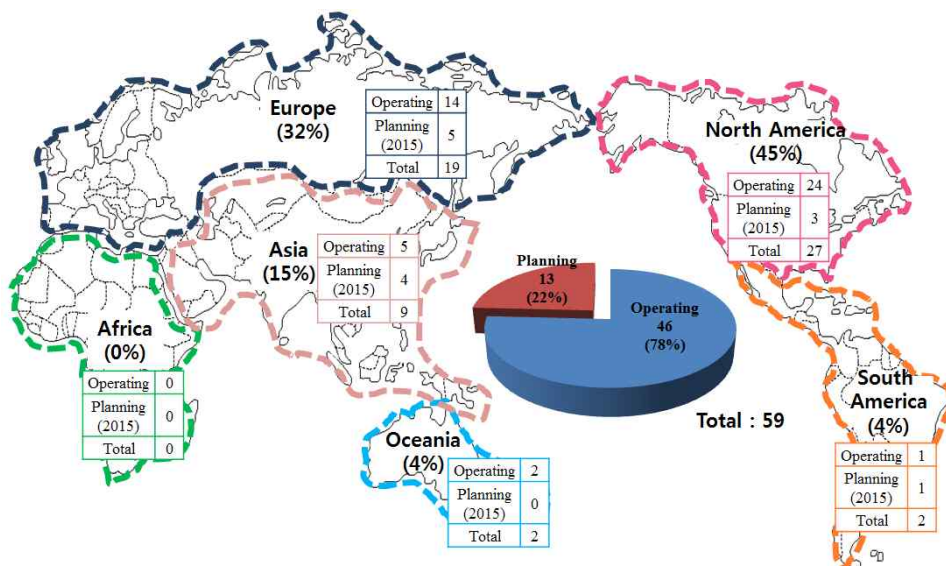 Europe
(32%)
Operating 14
Planning
(2015) 5
Total 19
North America
(45%)
Operating 24
Planning
(2015) 3
Total 27
Asia
(15%)
Operating 5
Planning
(2015) 4
Total 9
Planning
13
(22%)
Operating
46
(78%)
Total : 59
Africa
(0%)
Operating 0
Planning
(2015) 0
Total 0
Oceania
(4%)
Operating 2
Planning
(2015) 0
Total 2
South
America
(4%)
Operating 1
Planning
(2015) 1
Total 2